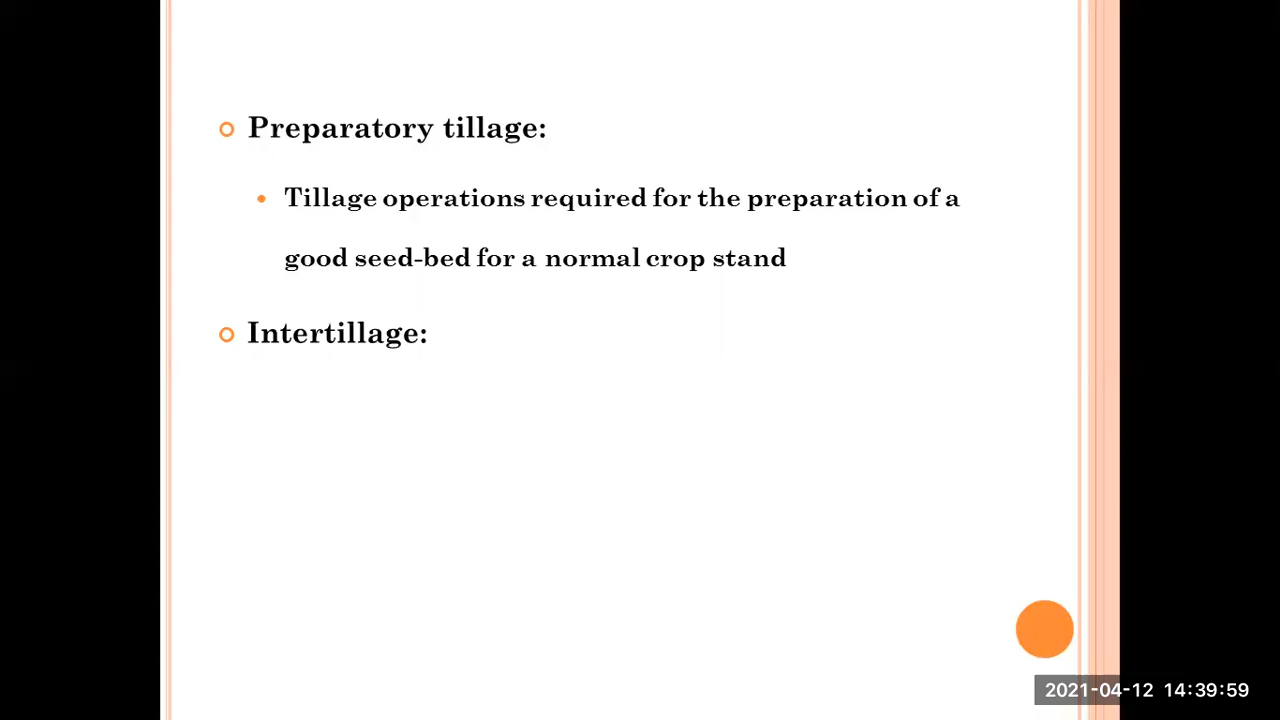 Preparatory tillage:
Tillage operations required for the preparation of a
good seed-bed for a normal crop stand
Intertillage:
2021-04-12 14:39:59